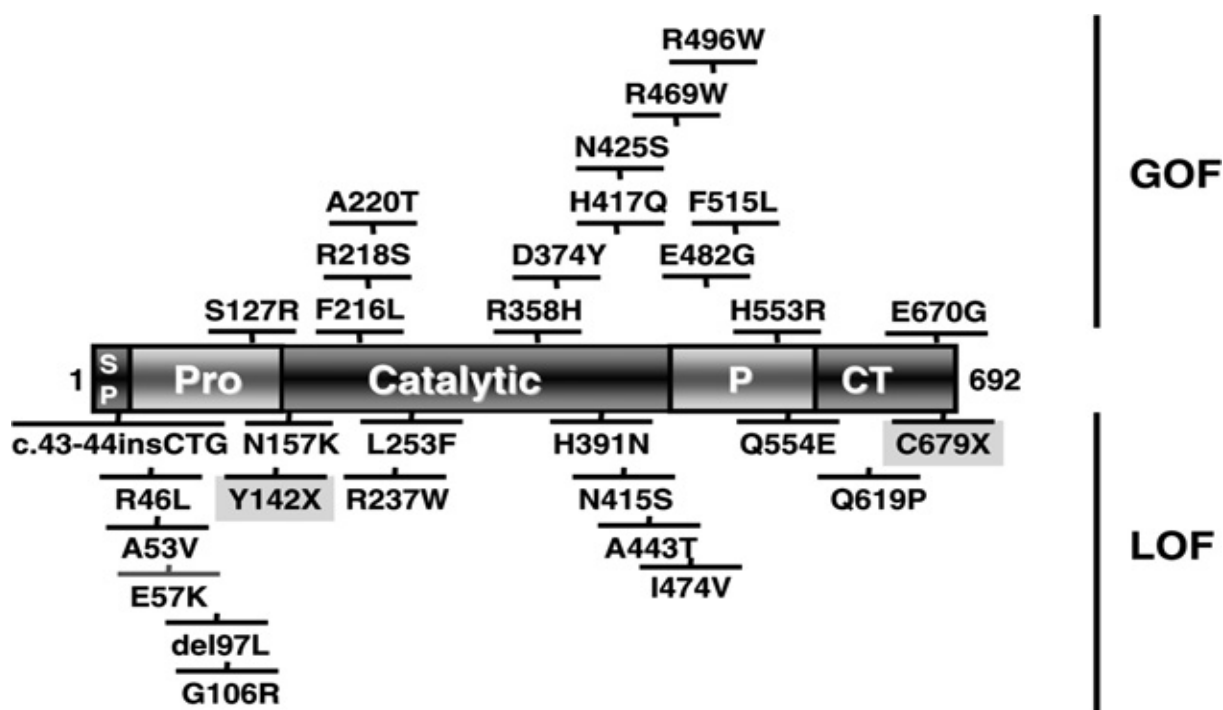 R496W
R469W
N425S
A220T H417Q F515L
R218S D374Y E482G
S127R F216L R358H H553R E670G
GOF
1 SP Pro Catalytic P CT 692
c.43-44insCTG N157K L253F H391N Q554E C679X
R46L Y142X R237W N415S Q619P
A53V A443T
LOF
E57K I474V
del97L
G106R